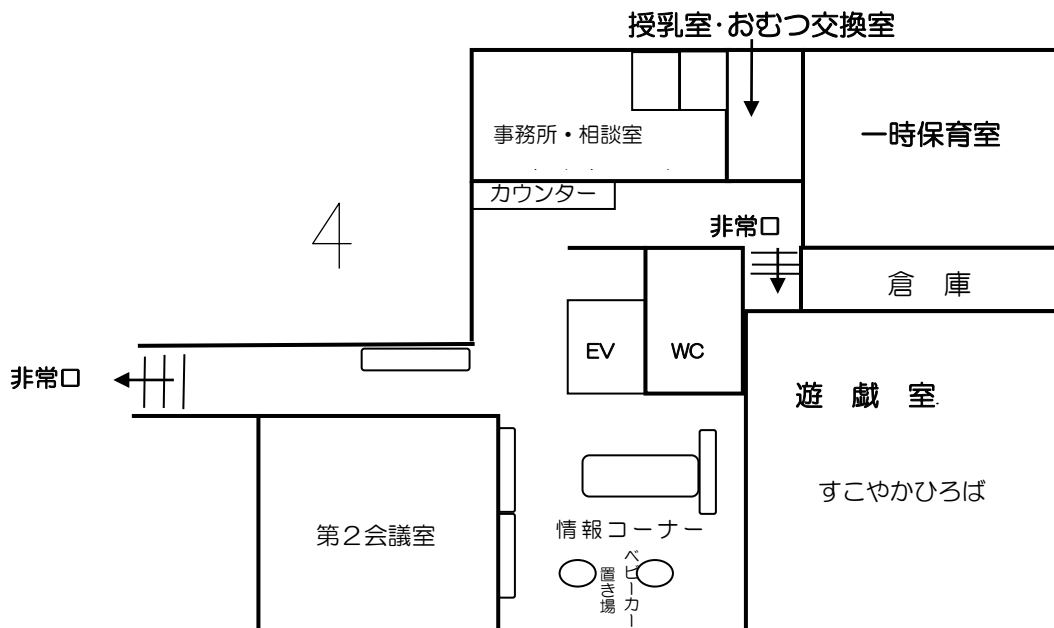 授乳室・おむつ交換室
事務所・相談室
一時保育室
カウンター
4
非常口
倉　庫
EV
WC
非常口
遊　戯　室
すこやかひろば
第２会議室
情報コーナー
ベビーカー
置き場